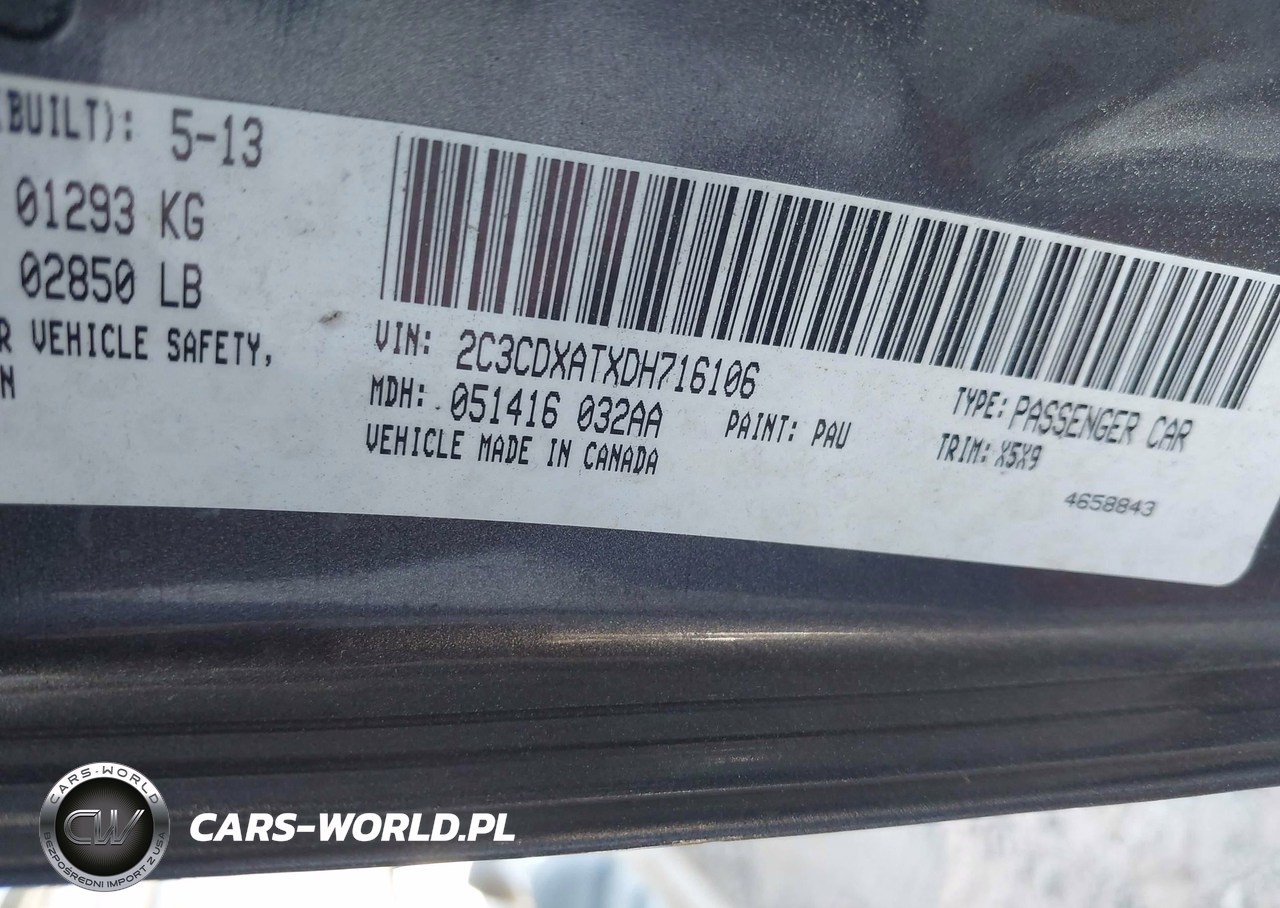 (BUILT): 5-13
01293 KG
02850 LB
R VEHICLE SAFETY,
N
VIN: 2C3CDXATXDH716106
MDH: 051416 032AA
PAINT: PAU
VEHICLE MADE IN CANADA
TYPE: PASSENGER CAR
TRIM: X5X9
4658843
CARS-WORLD
CW
BEZPOŚREDNI IMPORT Z USA
CARS-WORLD.PL